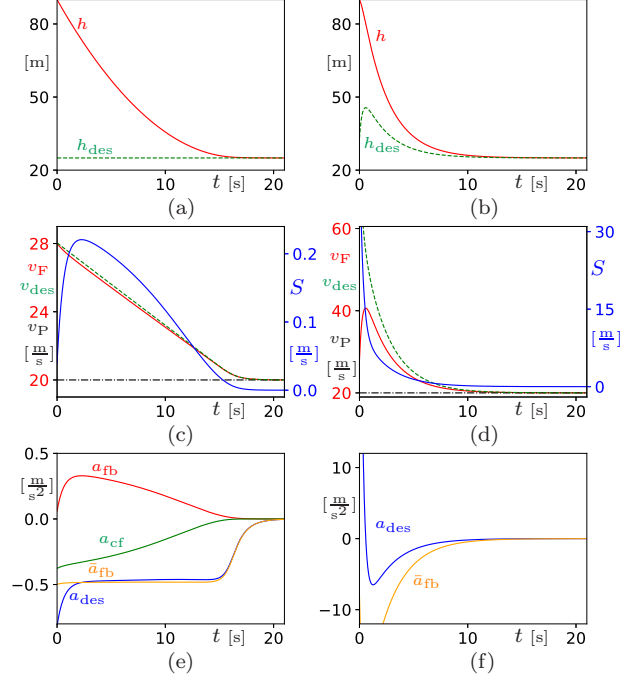 80
h
[m]
50
h_des
20
0
10
t [s]
20
(a)
80
h
[m]
50
h_des
20
0
10
t [s]
20
(b)
28
v_F
v_des
24
v_P
[m/s]
20
0.2
S
0.1
[m/s]
0.0
0
10
t [s]
20
(c)
60
v_F
v_des
40
v_P
[m/s]
20
30
S
15
[m/s]
0
0
10
t [s]
20
(d)
0.5
[m/s²]
a_fb
0.0
a_cf
ā_fb
−0.5
a_des
0
10
t [s]
20
(e)
10
[m/s²]
a_des
0
ā_fb
−10
0
10
t [s]
20
(f)